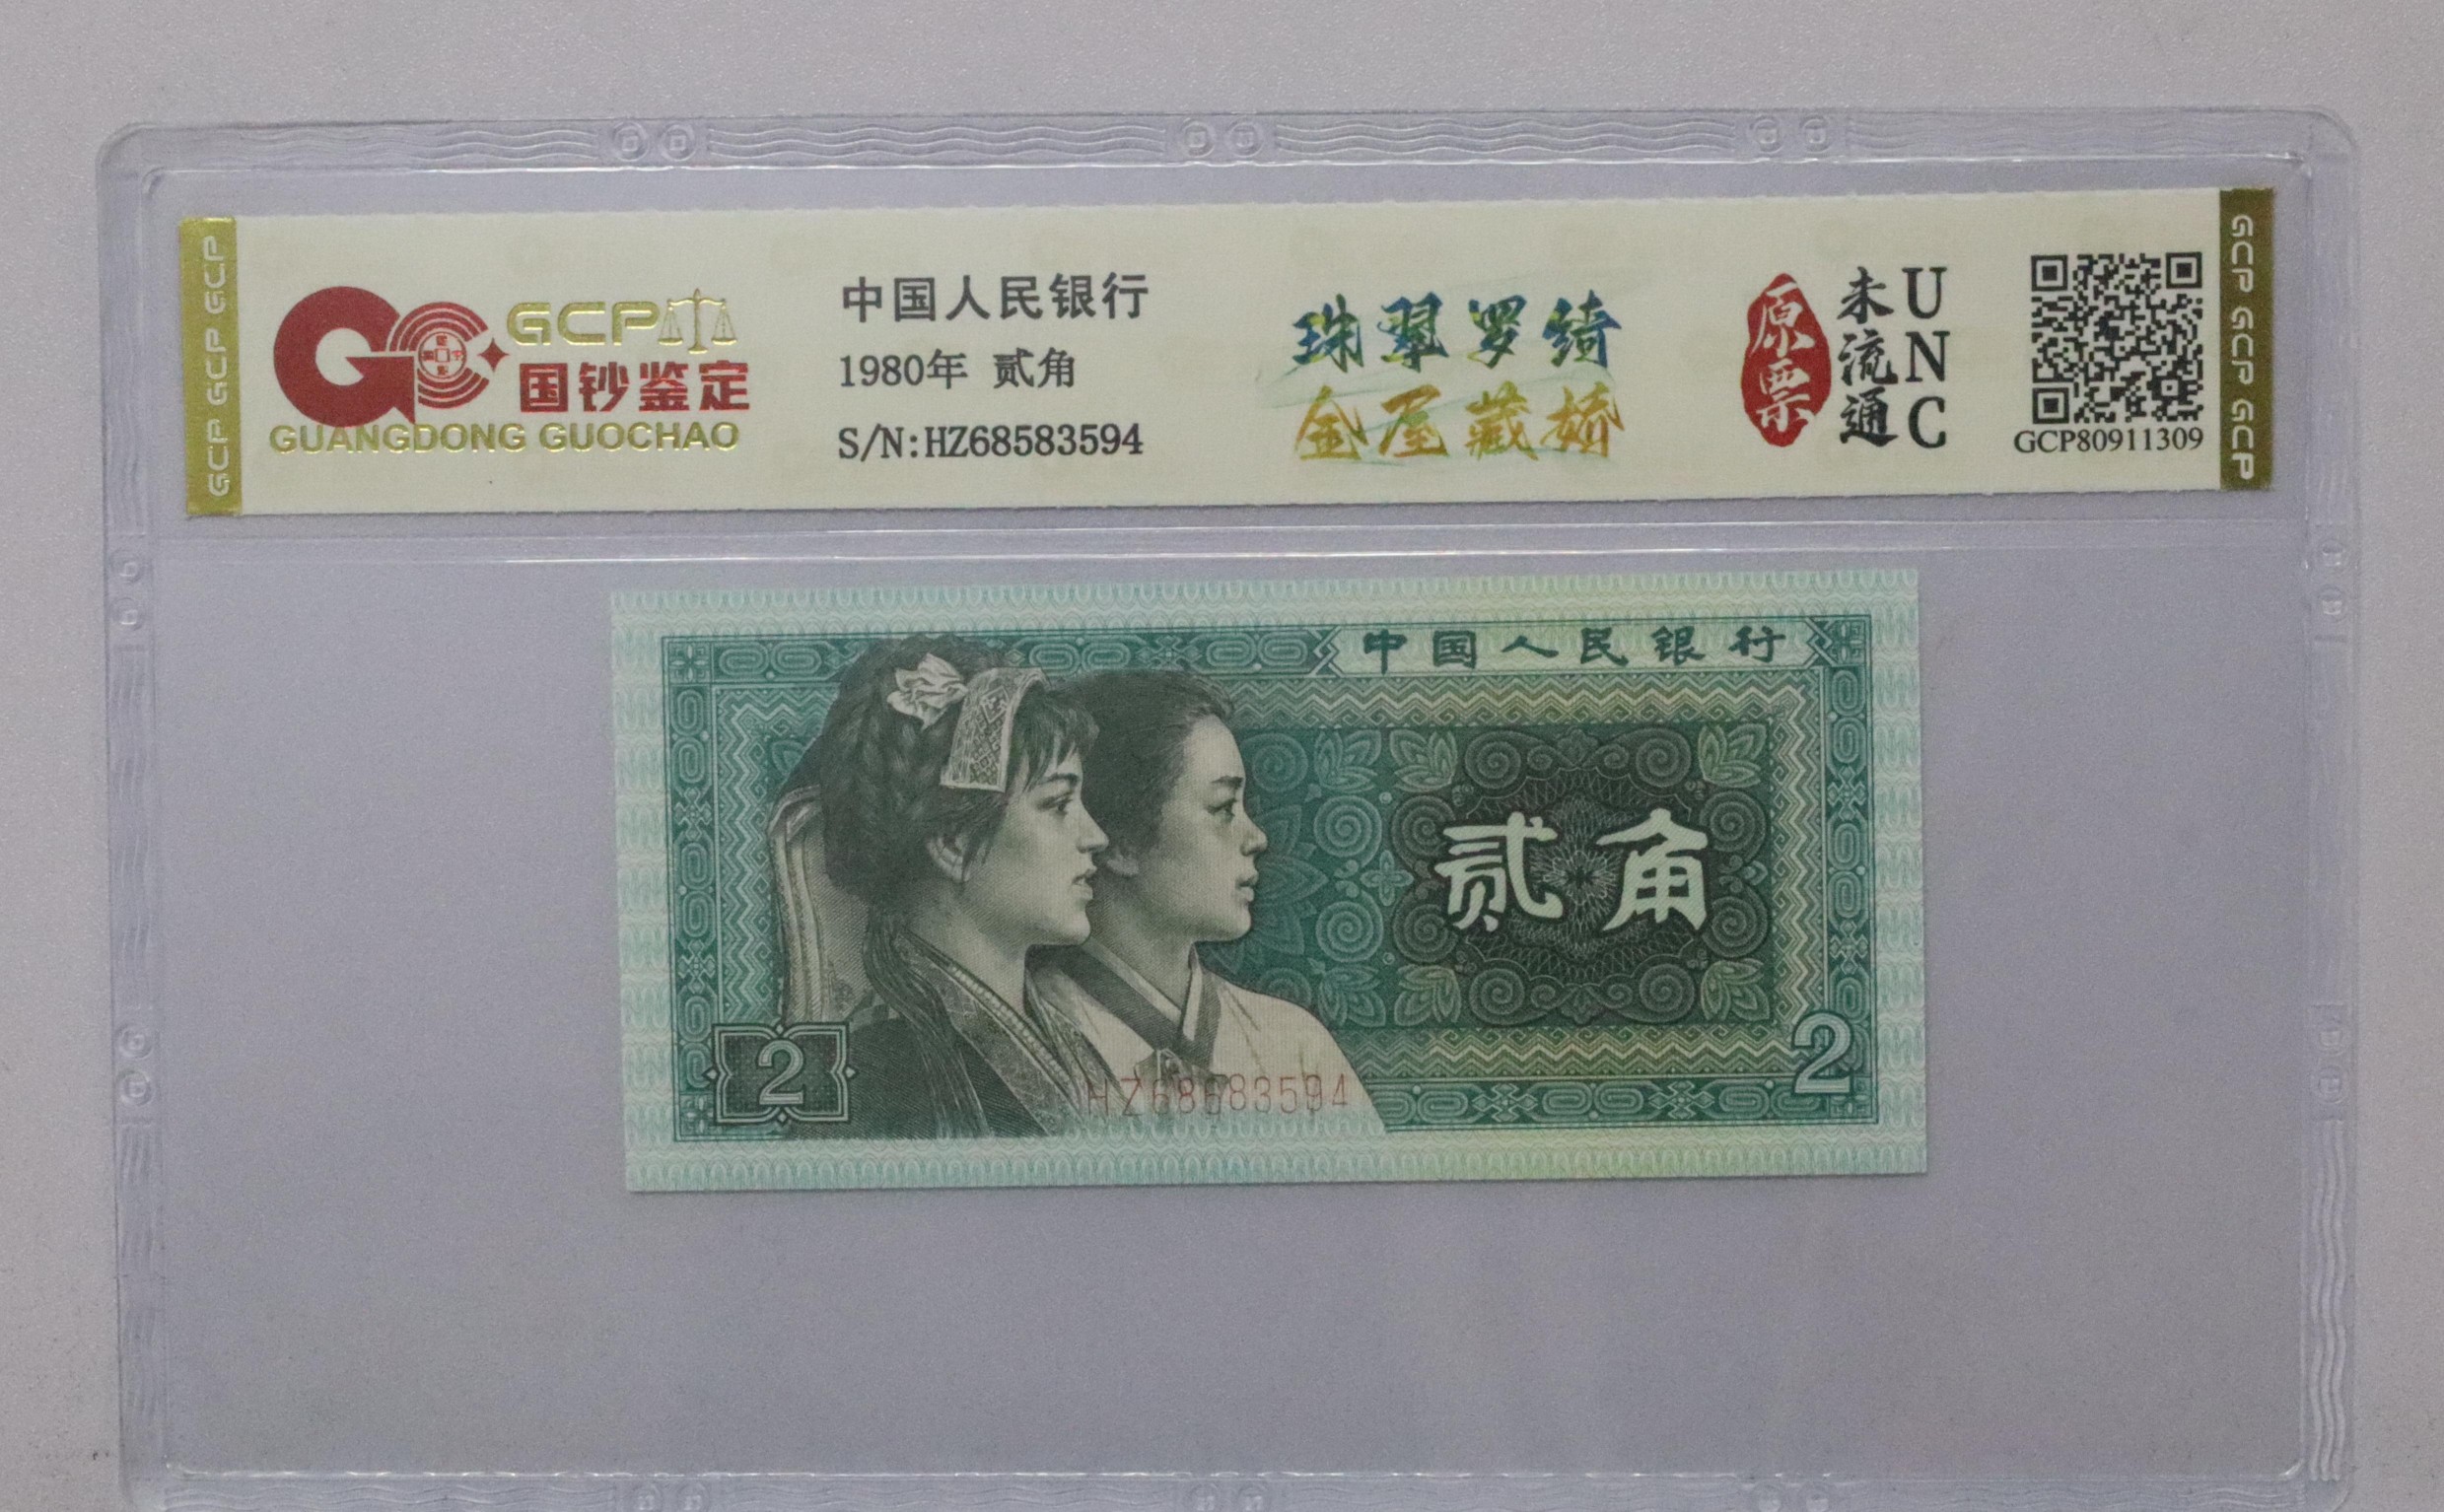 GCP GCP GCP
GCP
国钞鉴定
GUANGDONG GUOCHAO
中国人民银行
1980年 贰角
S/N:HZ68583594
珠翠罗绮
金屋藏娇
原票
未流通
UNC
GCP80911309
GCP GCP GCP
中国人民银行
贰角
2
2
HZ68583594